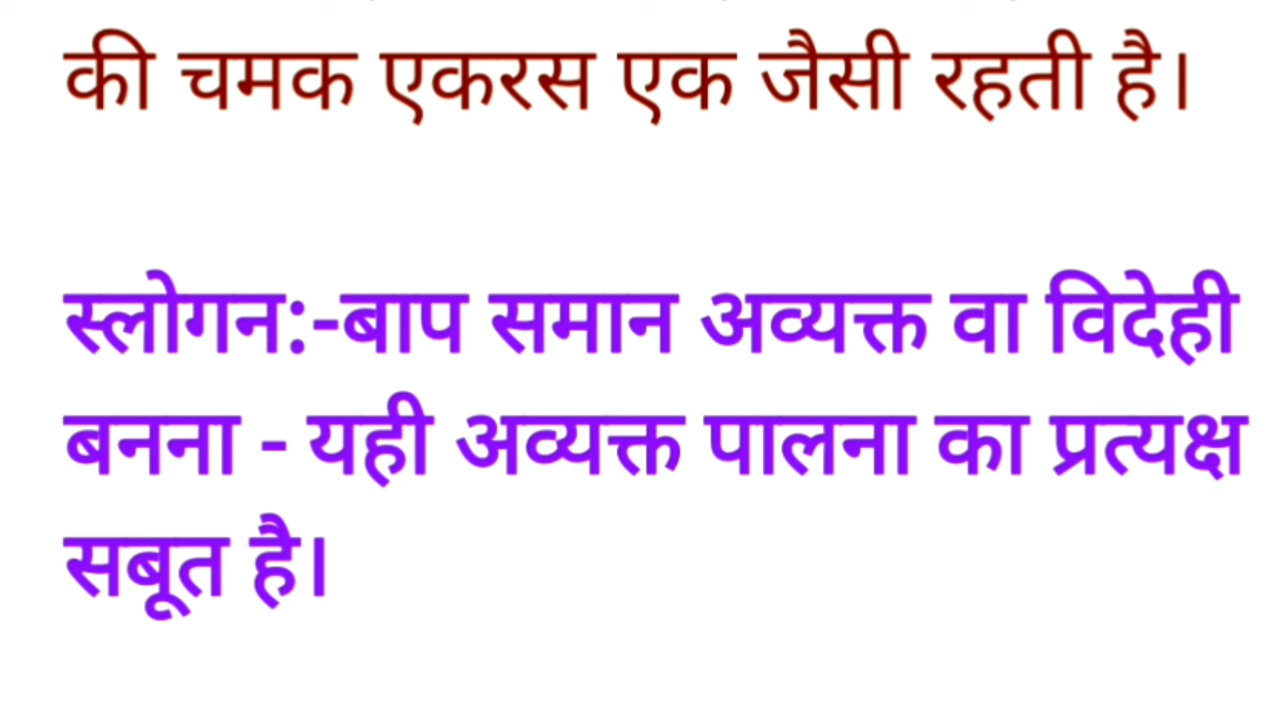 की चमक एकरस एक जैसी रहती है।
स्लोगन:-बाप समान अव्यक्त वा विदेही
बनना - यही अव्यक्त पालना का प्रत्यक्ष
सबूत है।